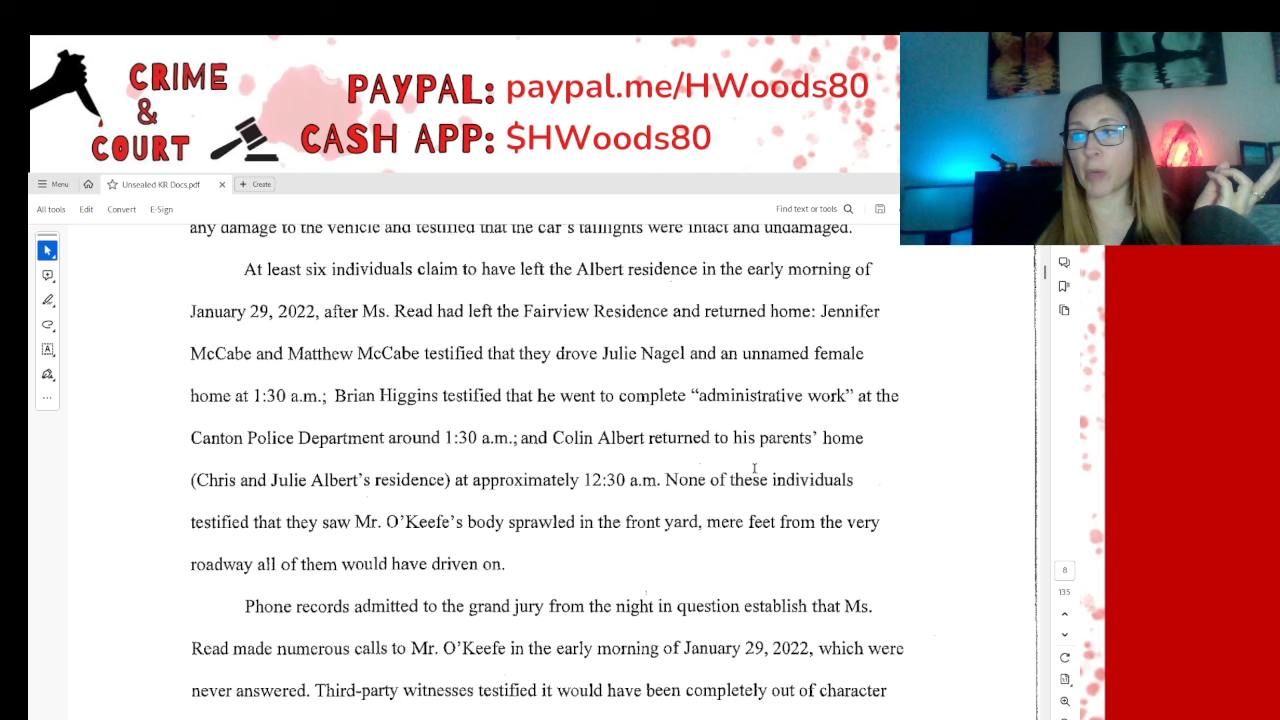 CRIME
&
COURT
PAYPAL: paypal.me/HWoods80
CASH APP: $HWoods80
Menu
Unsealed KR Docs.pdf
Create
All tools
Edit
Convert
E-Sign
Find text or tools
any damage to the vehicle and testified that the car's taillights were intact and undamaged.
At least six individuals claim to have left the Albert residence in the early morning of
January 29, 2022, after Ms. Read had left the Fairview Residence and returned home: Jennifer
McCabe and Matthew McCabe testified that they drove Julie Nagel and an unnamed female
home at 1:30 a.m.; Brian Higgins testified that he went to complete “administrative work” at the
Canton Police Department around 1:30 a.m.; and Colin Albert returned to his parents’ home
(Chris and Julie Albert’s residence) at approximately 12:30 a.m. None of these individuals
testified that they saw Mr. O’Keefe’s body sprawled in the front yard, mere feet from the very
roadway all of them would have driven on.
Phone records admitted to the grand jury from the night in question establish that Ms.
Read made numerous calls to Mr. O’Keefe in the early morning of January 29, 2022, which were
never answered. Third-party witnesses testified it would have been completely out of character
8
135